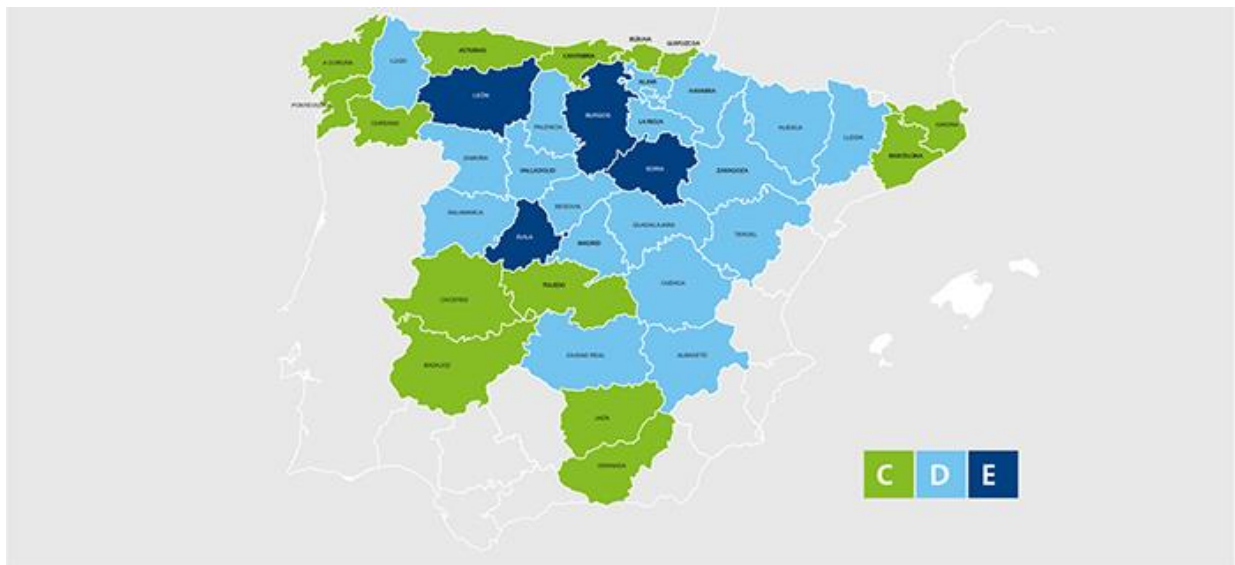 BIZKAIA
GUIPUZCOA
ASTURIAS
CANTABRIA
A CORUÑA
LUGO
ALAVA
NAVARRA
LEÓN
PONTEVEDRA
BURGOS
LA RIOJA
OURENSE
PALENCIA
HUESCA
LLEIDA
GIRONA
BARCELONA
ZAMORA
VALLADOLID
SORIA
ZARAGOZA
SEGOVIA
SALAMANCA
GUADALAJARA
TERUEL
ÁVILA
MADRID
CUENCA
TOLEDO
CACERES
CIUDAD REAL
ALBACETE
BADAJOZ
JAÉN
GRANADA
C D E